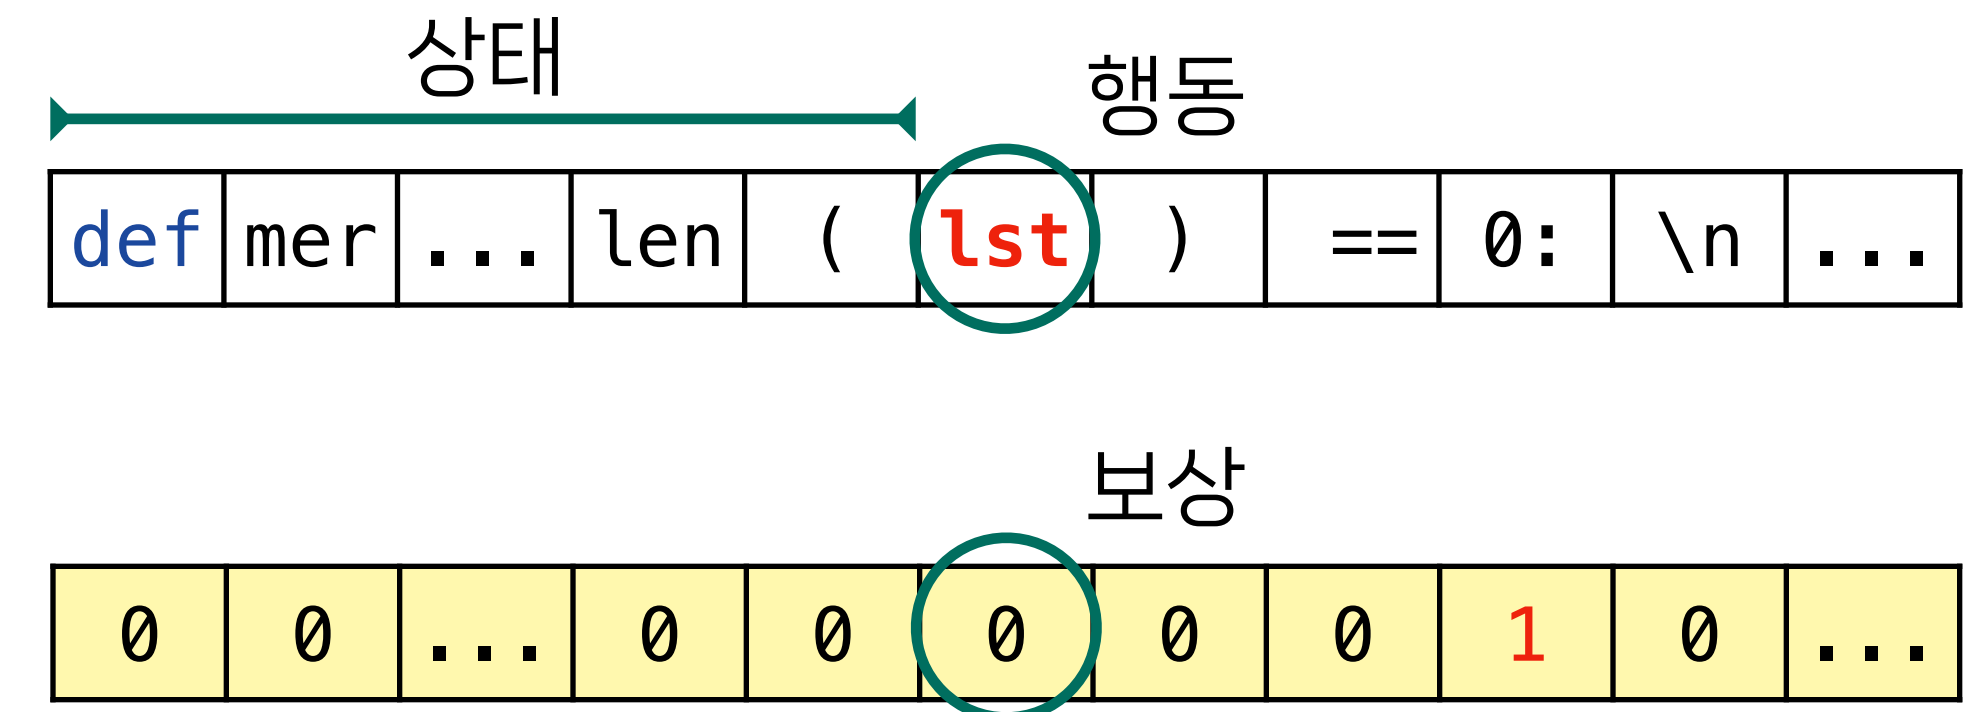 상태
행동
def mer ... len ( lst ) == 0: \n ...
보상
0 0 ... 0 0 0 0 0 1 0 ...